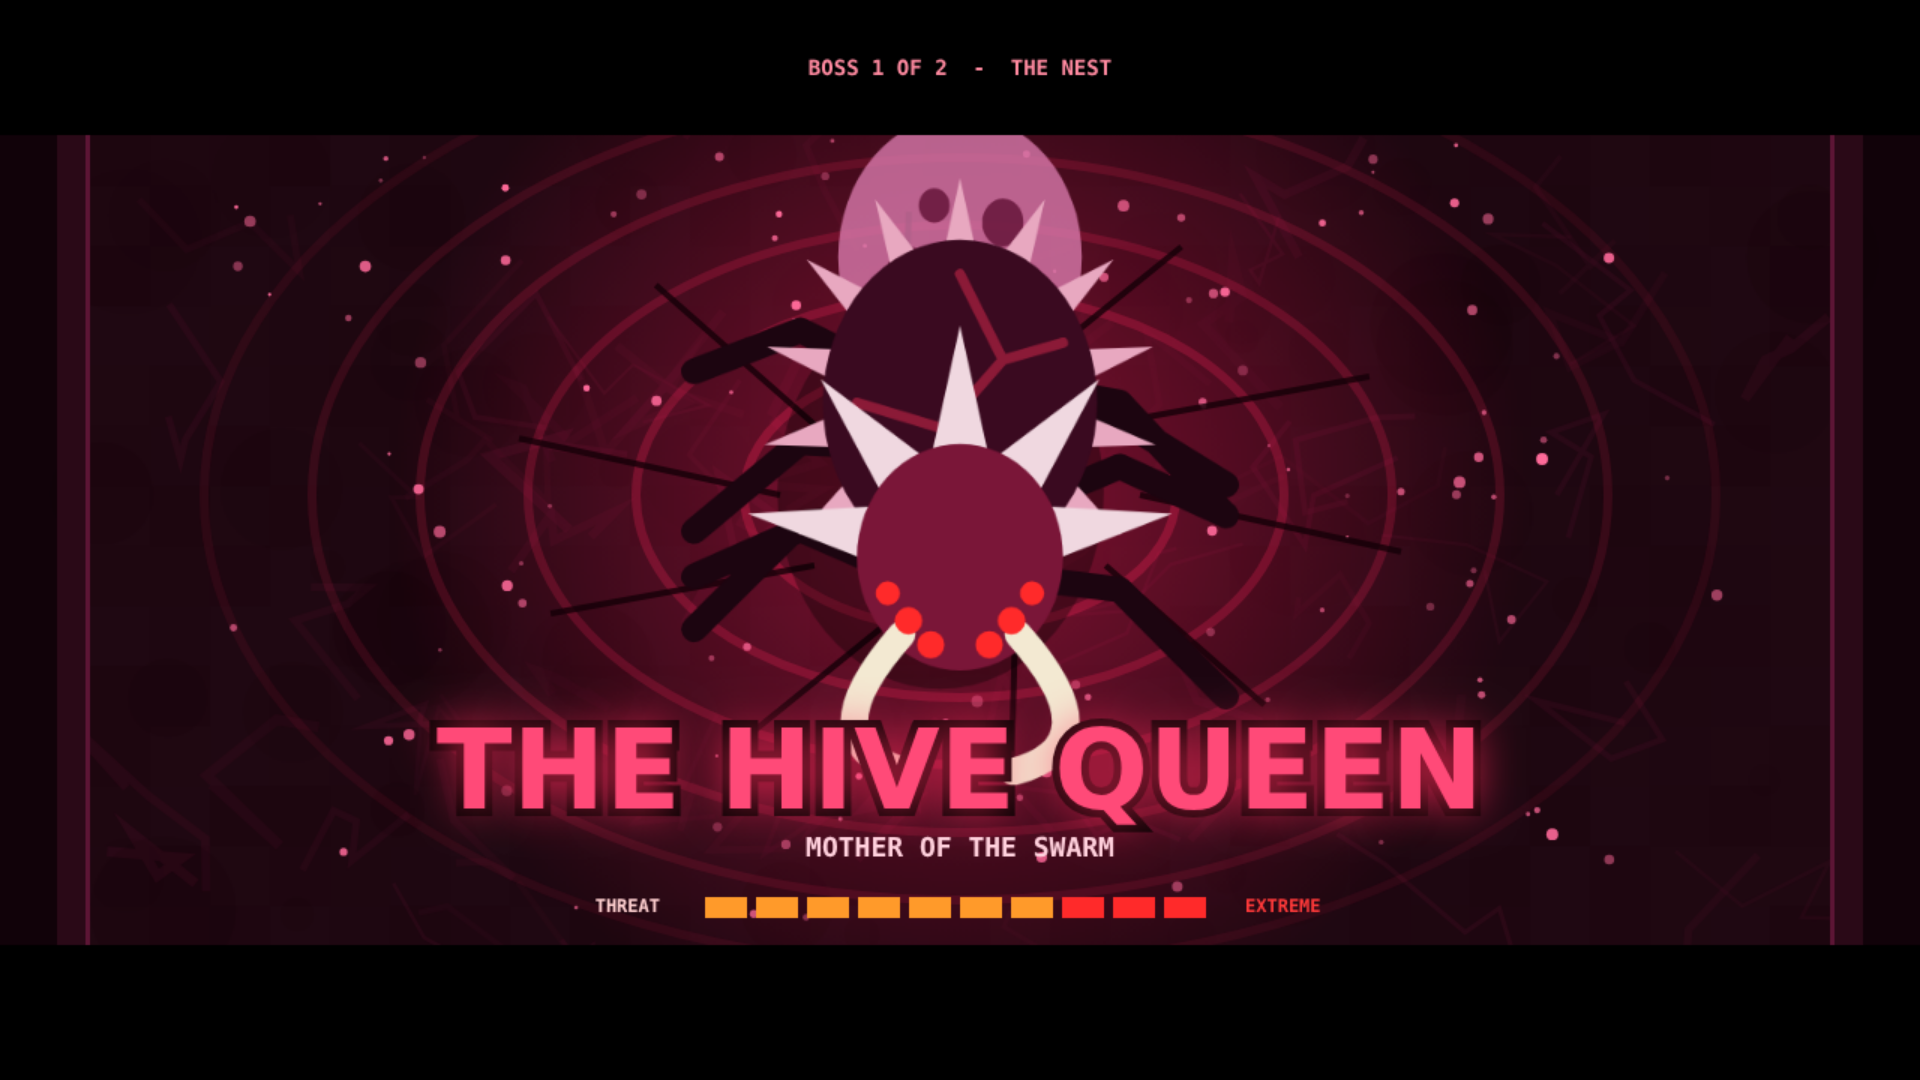 BOSS 1 OF 2 - THE NEST
THE HIVE QUEEN
MOTHER OF THE SWARM
THREAT EXTREME